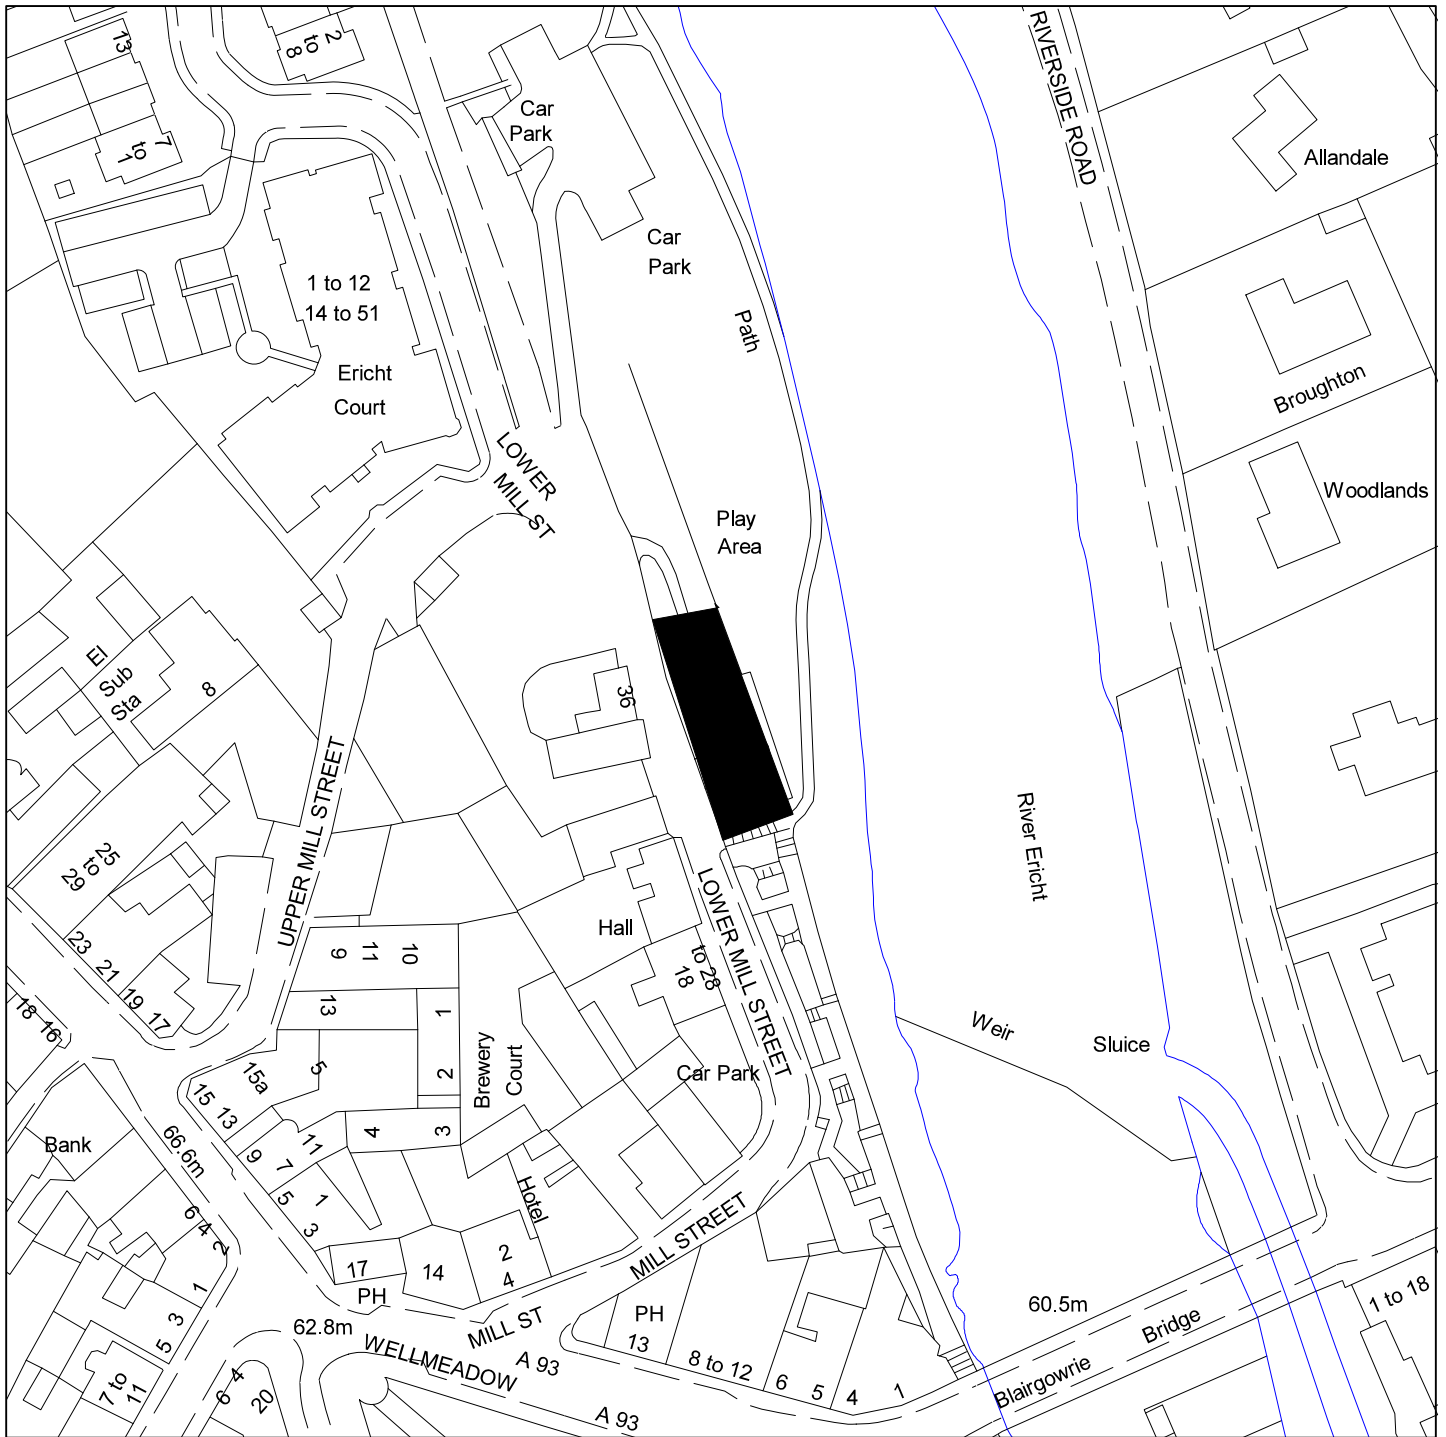 13
2
to
8
RIVERSIDE ROAD
Car
Park
7
to
1
Allandale
Car
Park
1 to 12
14 to 51
Path
Ericht
Court
Broughton
LOWER
MILL ST
Woodlands
Play
Area
El
Sub
Sta
8
36
UPPER MILL STREET
River Ericht
25
to
29
LOWER MILL STREET
Hall
23
21
19
17
9
11
10
to 28
18
18
16
13
1
Brewery
Court
Weir
Sluice
15a
5
2
Car Park
15
13
Bank
66.6m
11
9
7
4
3
5
1
3
Hotel
MILL STREET
6
4
2
17
PH
14
2
4
1
3
5
62.8m
WELLMEADOW
MILL ST
A 93
PH
13
8 to 12
6
5
4
1
60.5m
Blairgowrie
Bridge
1 to 18
7 to
11
6
4
20
A 93